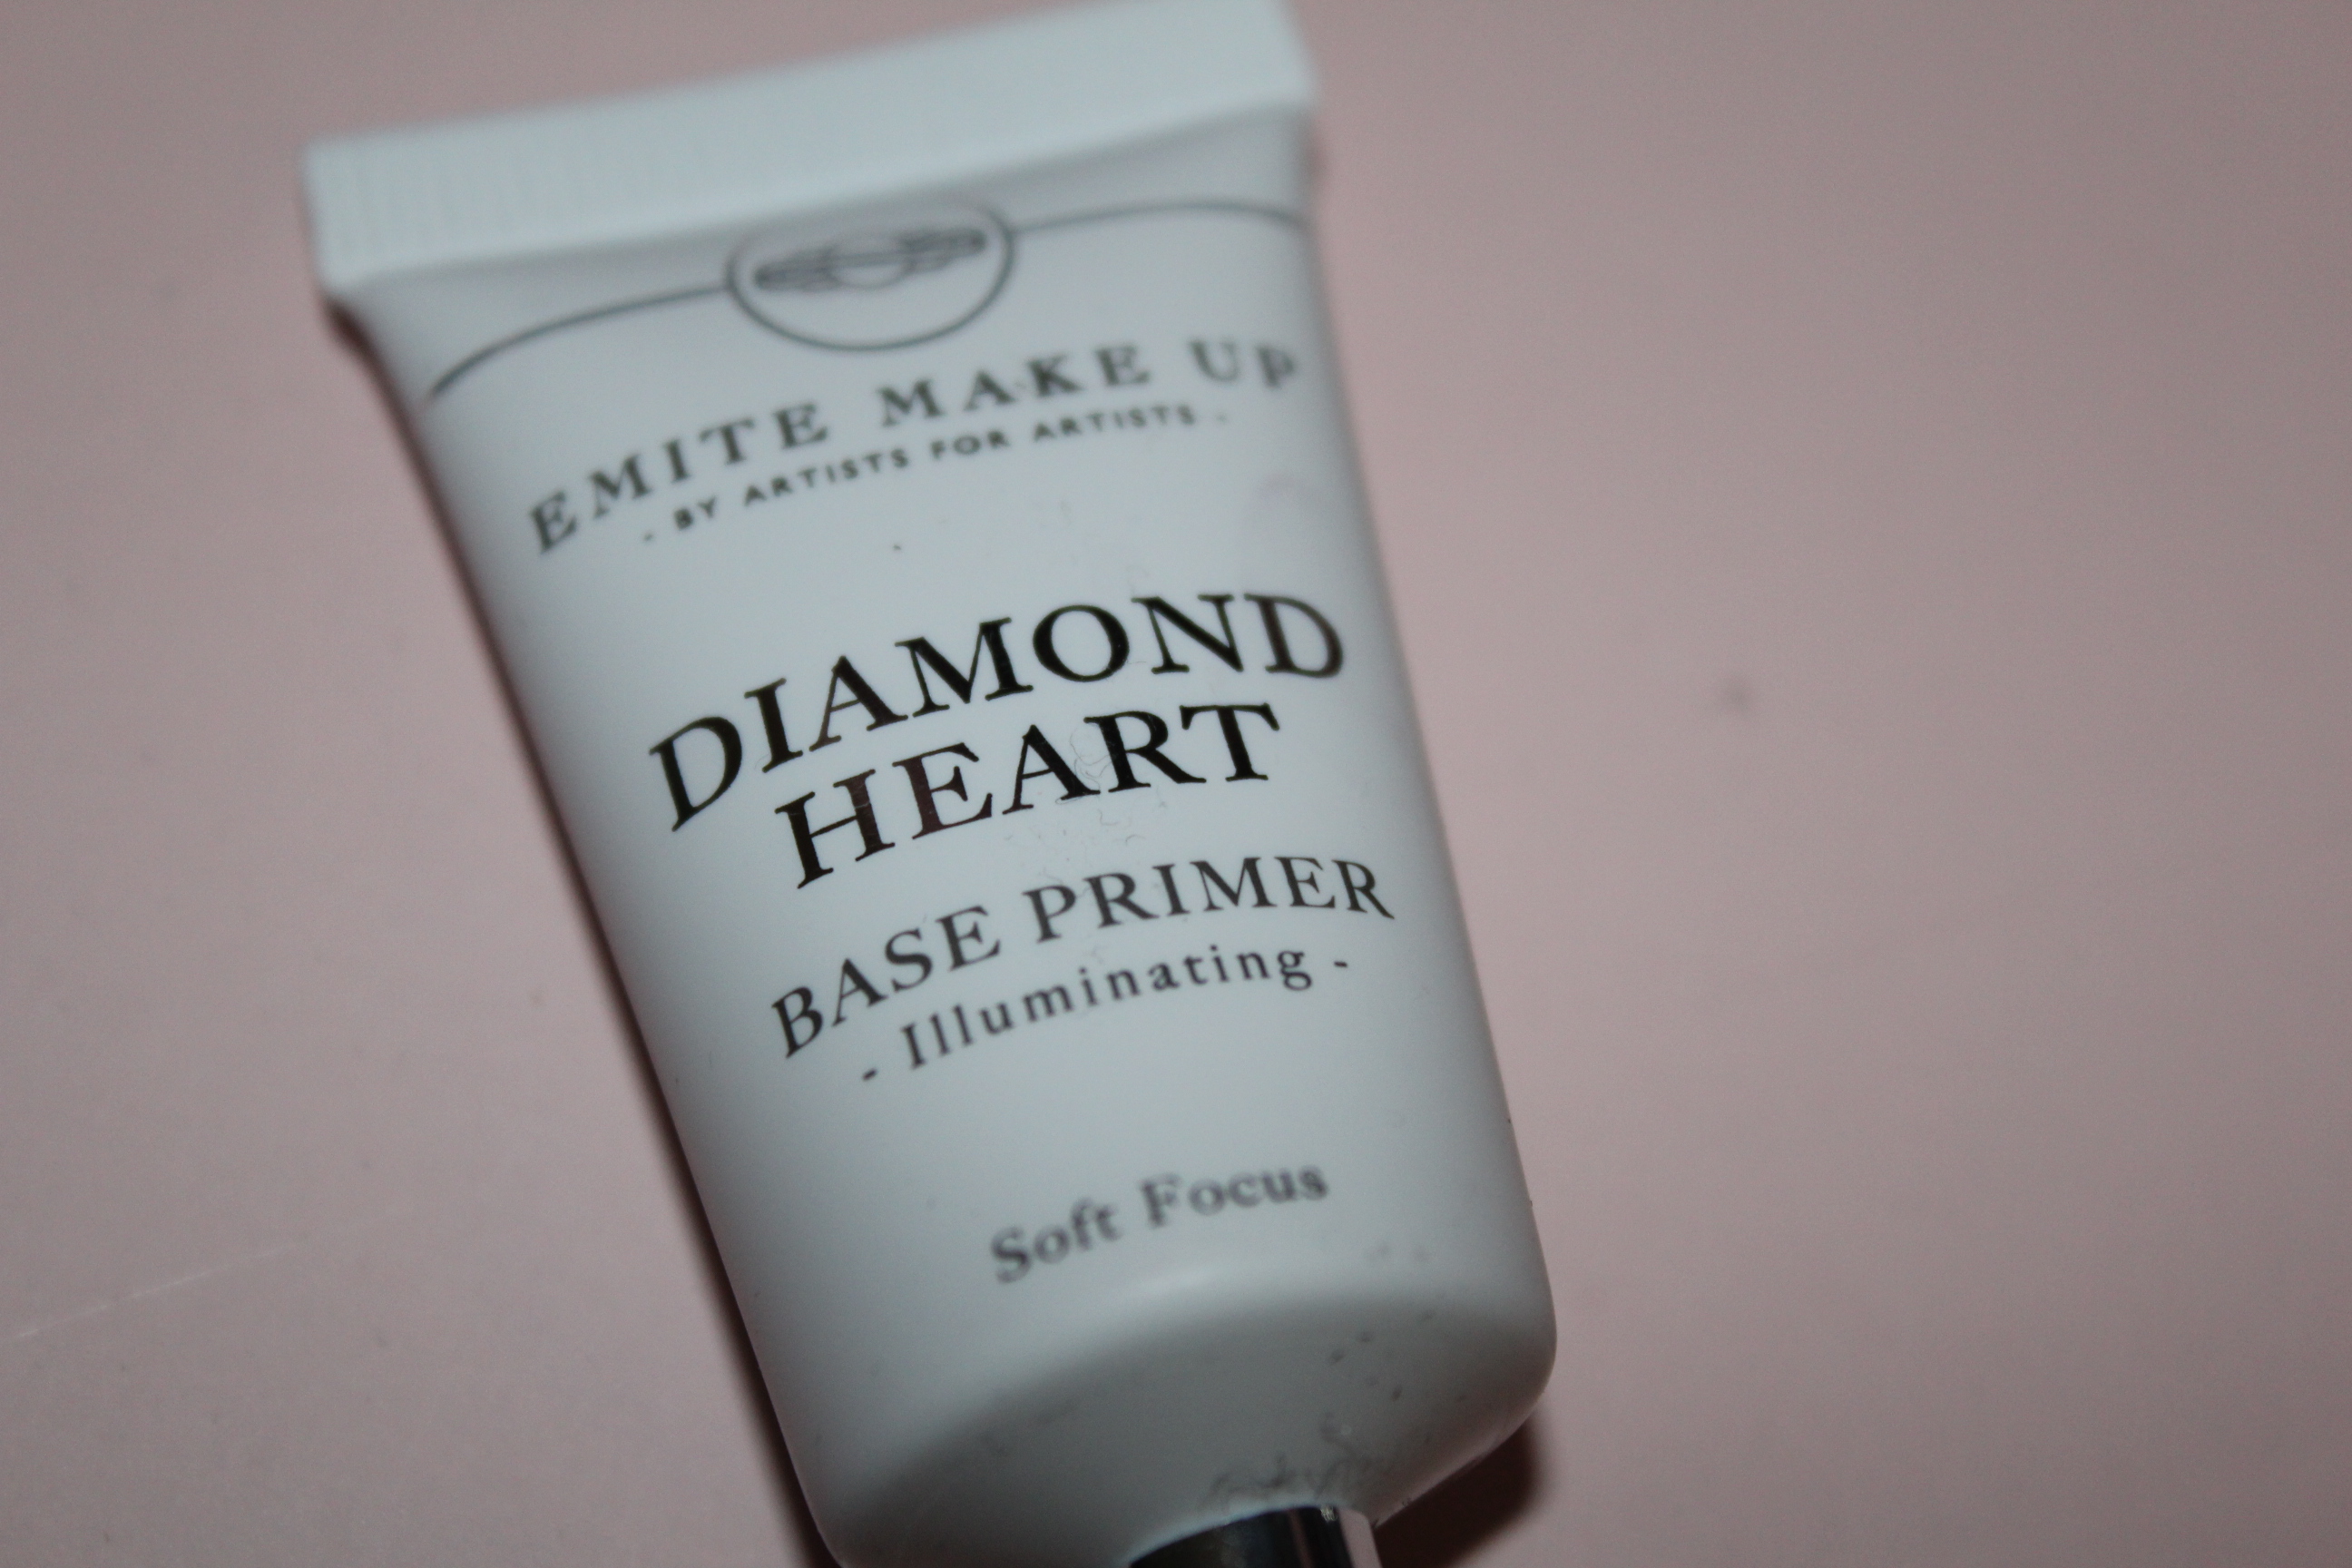 EMITE MAKE UP
- BY ARTISTS FOR ARTISTS -
DIAMOND
HEART
BASE PRIMER
- Illuminating -
Soft Focus